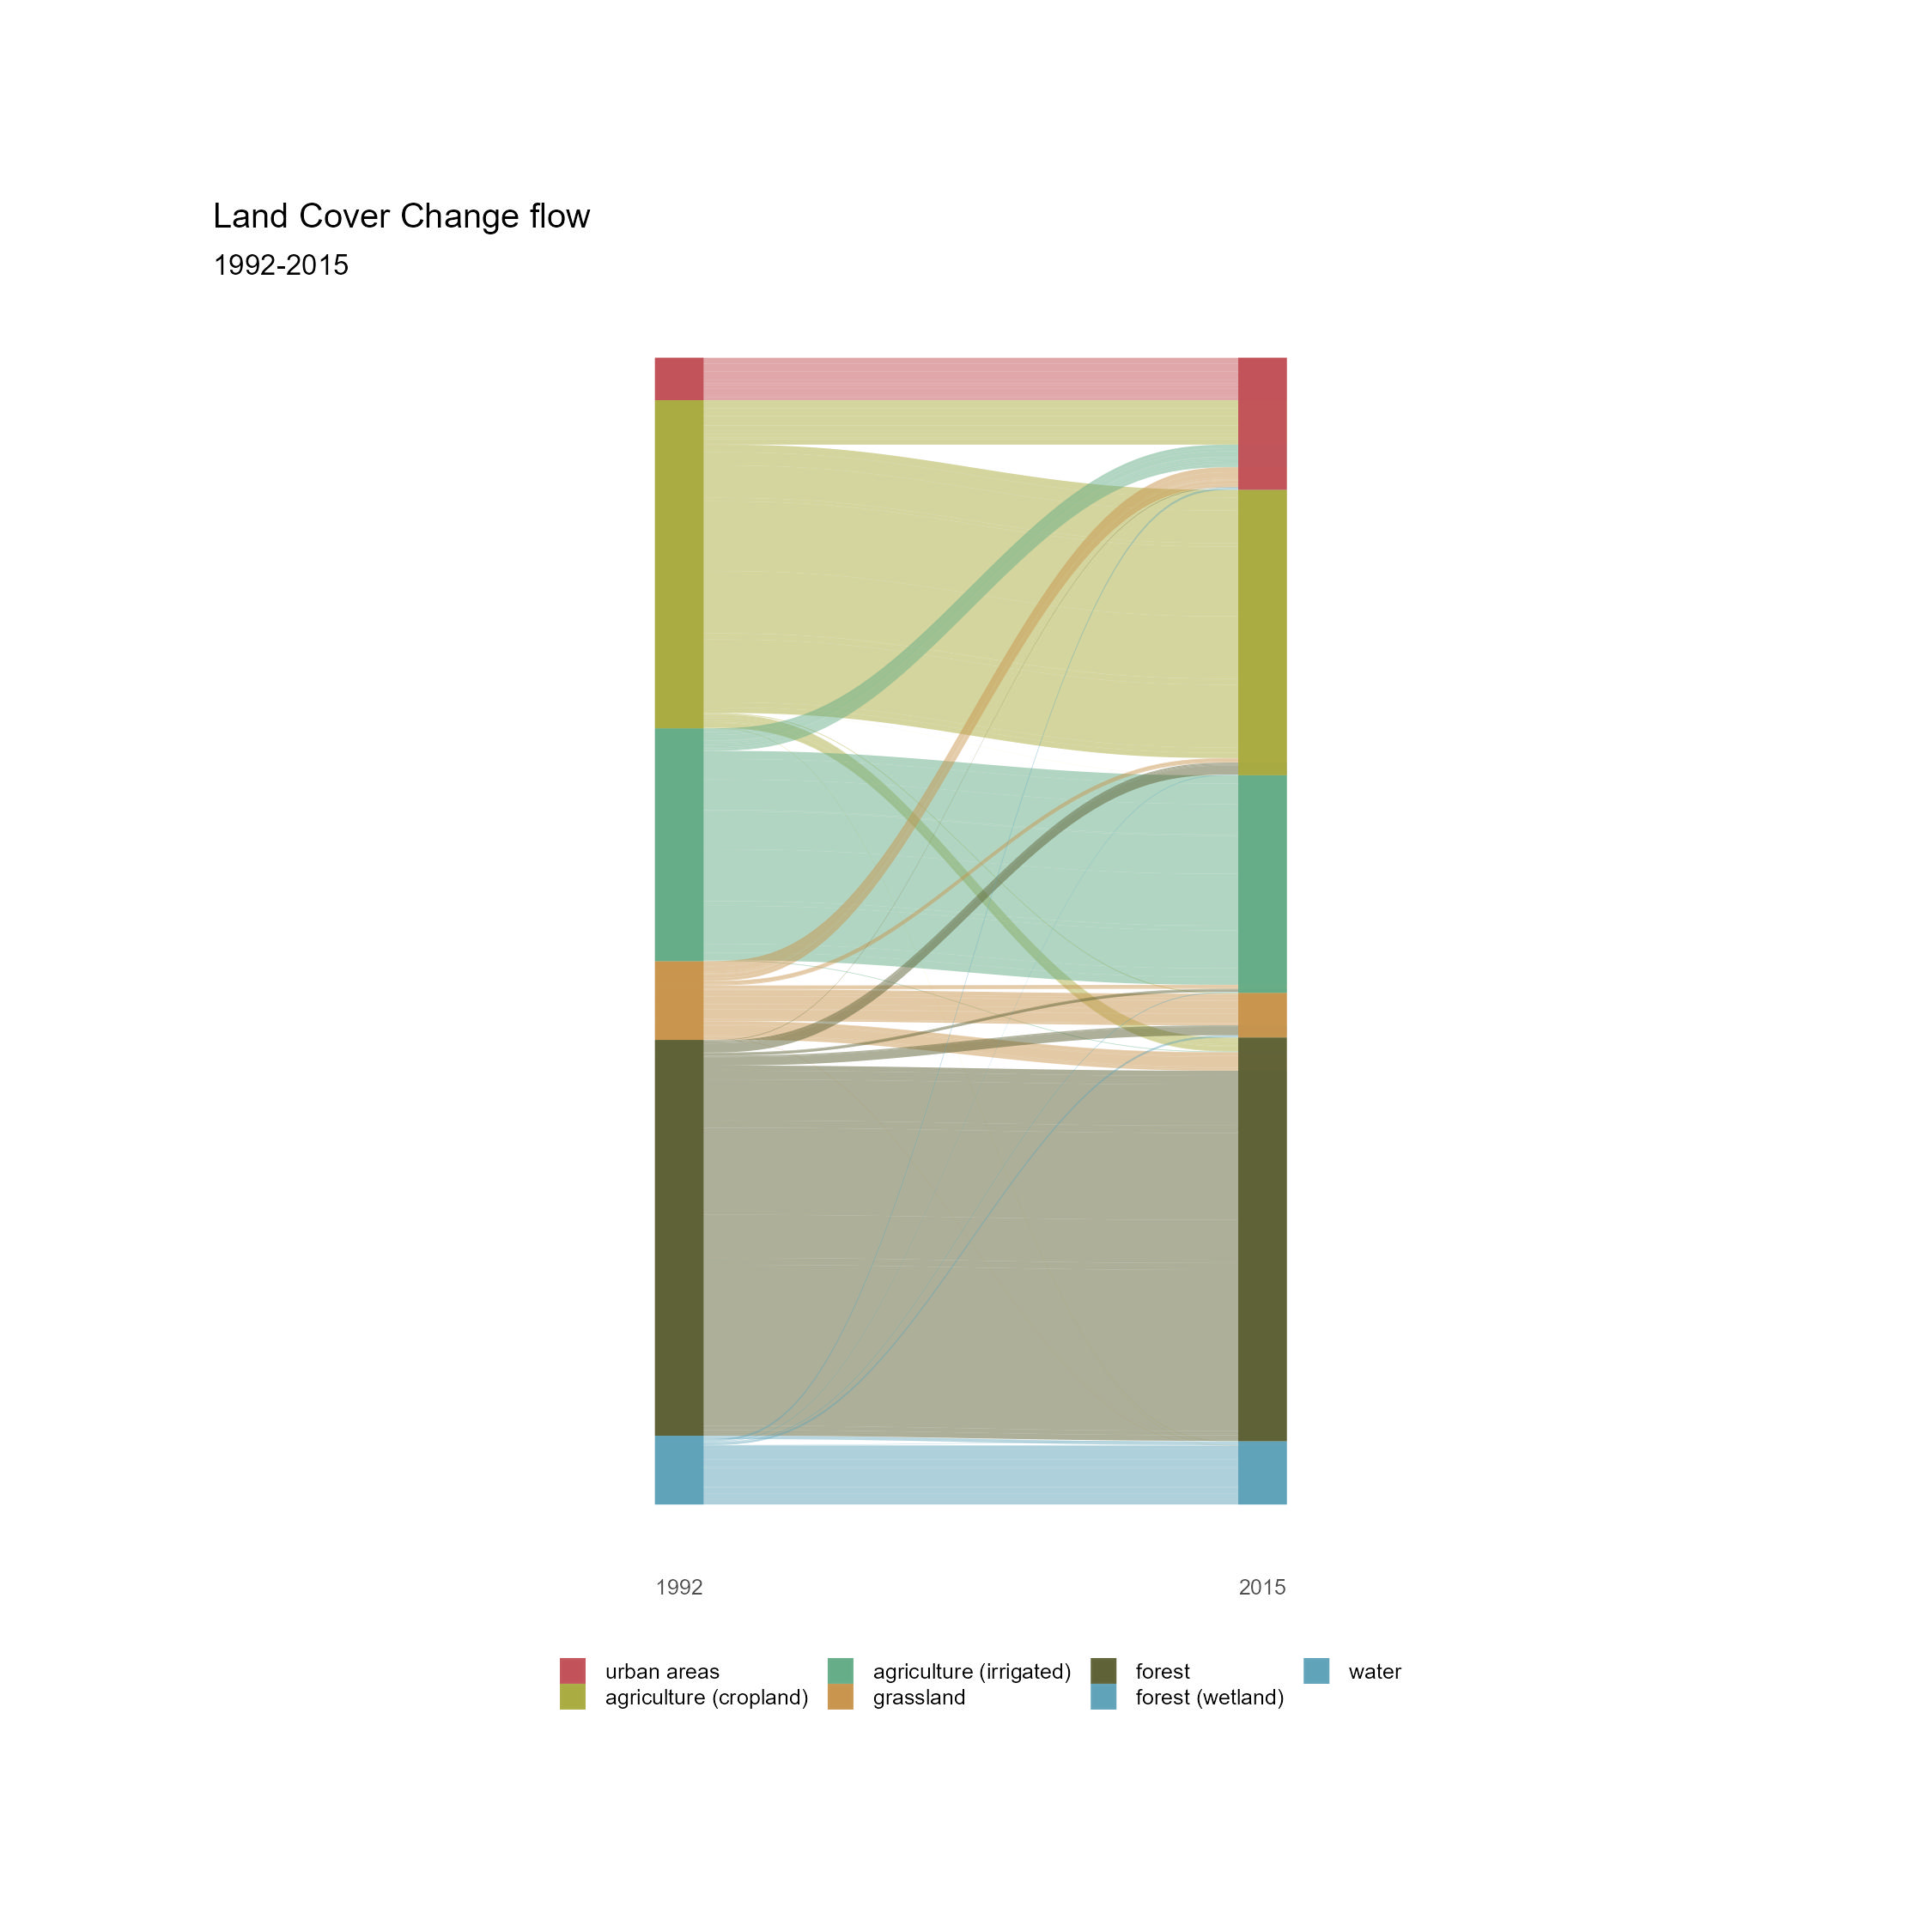 Land Cover Change flow
1992-2015
1992 2015
urban areas agriculture (irrigated) forest water
agriculture (cropland) grassland forest (wetland)